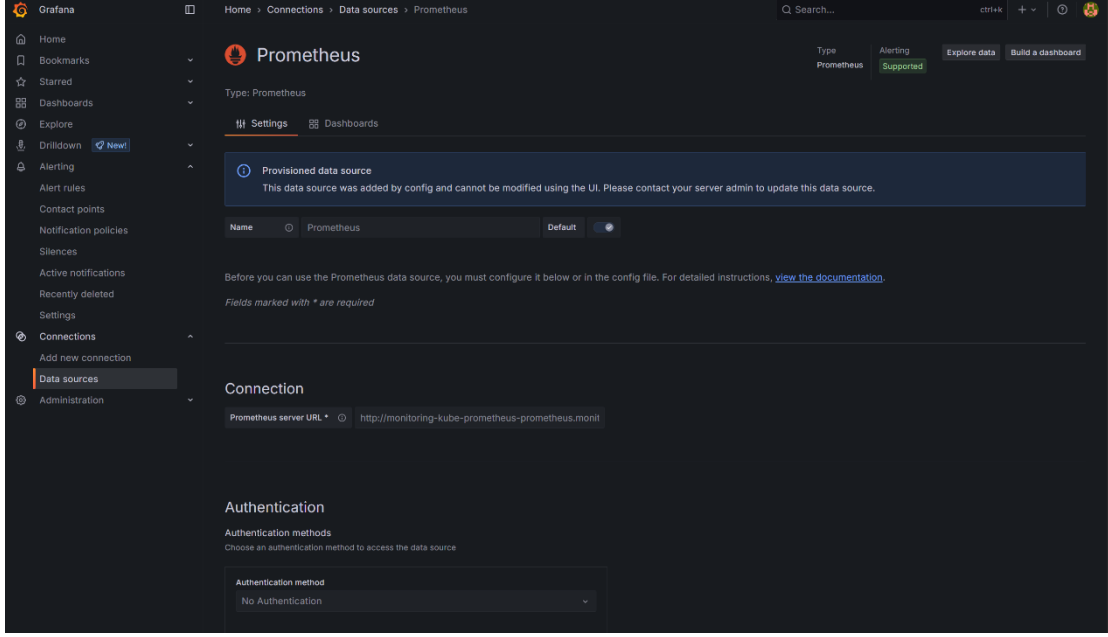 Grafana
Home › Connections › Data sources › Prometheus
Search...
ctrl+k
Home
Bookmarks
Starred
Dashboards
Explore
Drilldown New!
Alerting
Alert rules
Contact points
Notification policies
Silences
Active notifications
Recently deleted
Settings
Connections
Add new connection
Data sources
Administration
Prometheus
Type
Prometheus
Alerting
Supported
Explore data
Build a dashboard
Type: Prometheus
Settings
Dashboards
Provisioned data source
This data source was added by config and cannot be modified using the UI. Please contact your server admin to update this data source.
Name
Prometheus
Default
Before you can use the Prometheus data source, you must configure it below or in the config file. For detailed instructions, view the documentation.
Fields marked with * are required
Connection
Prometheus server URL *
http://monitoring-kube-prometheus-prometheus.monit
Authentication
Authentication methods
Choose an authentication method to access the data source
Authentication method
No Authentication